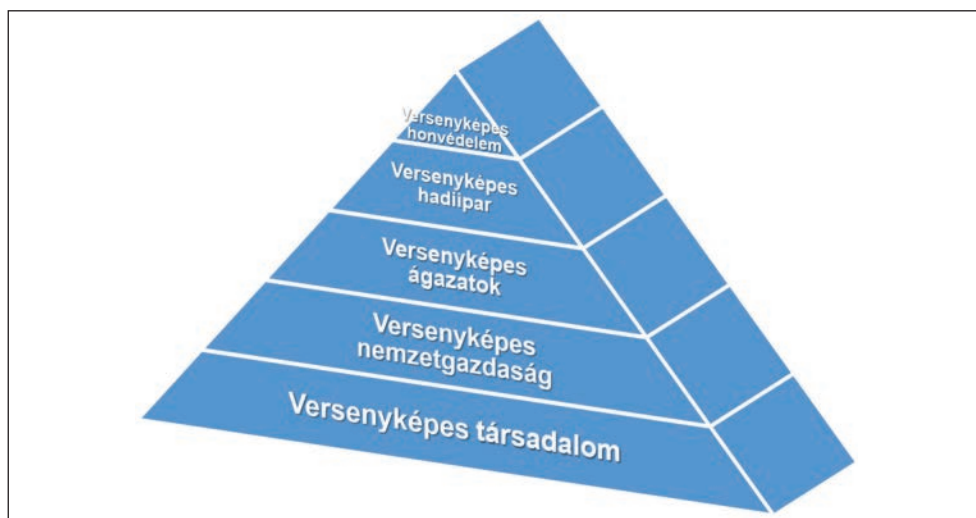 Versenyképes
honvédelem
Versenyképes
hadiipar
Versenyképes
ágazatok
Versenyképes
nemzetgazdaság
Versenyképes társadalom